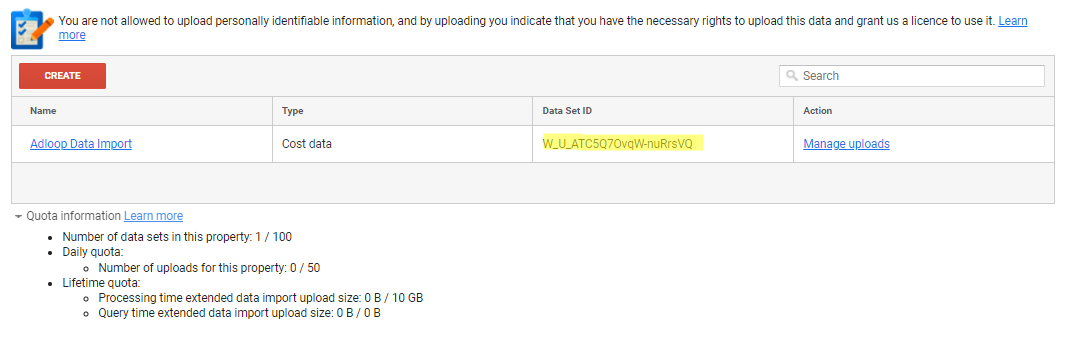 You are not allowed to upload personally identifiable information, and by uploading you indicate that you have the necessary rights to upload this data and grant us a licence to use it. Learn
more
CREATE
Search
Name Type Data Set ID Action
Adloop Data Import Cost data W_U_ATC5Q7OvqW-nuRrsVQ Manage uploads
Quota information Learn more
Number of data sets in this property: 1 / 100
Daily quota:
Number of uploads for this property: 0 / 50
Lifetime quota:
Processing time extended data import upload size: 0 B / 10 GB
Query time extended data import upload size: 0 B / 0 B